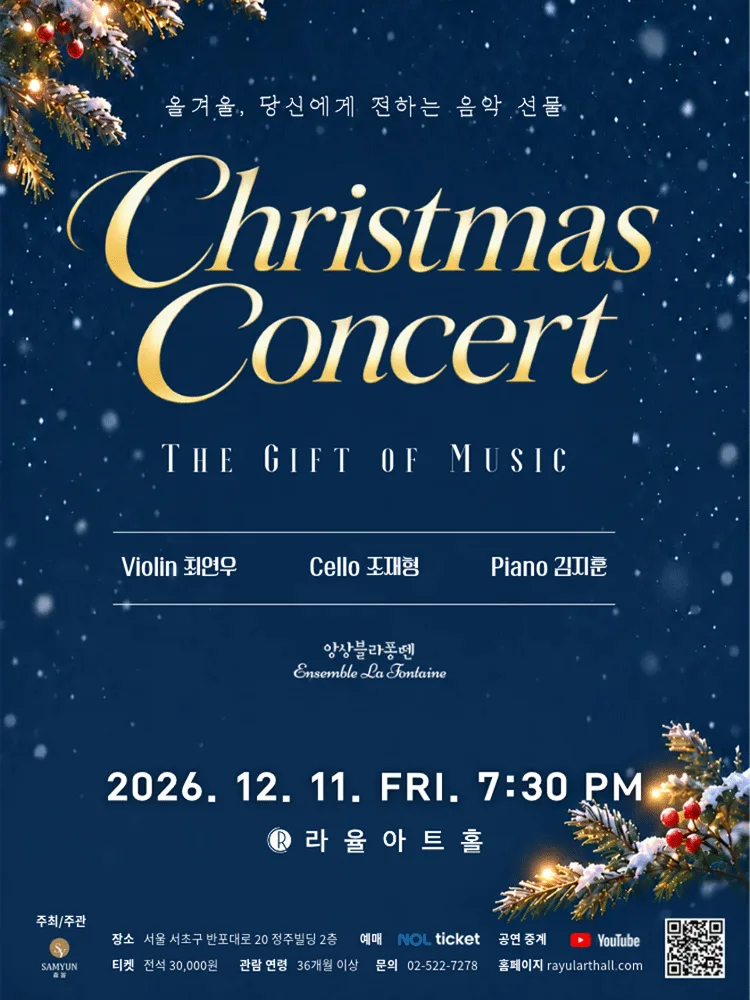 올겨울, 당신에게 전하는 음악 선물
Christmas
Concert
THE GIFT OF MUSIC
Violin 최연우 Cello 조재형 Piano 김지훈
앙상블라퐁텐
Ensemble La Fontaine
2026. 12. 11. FRI. 7:30 PM
R 라율아트홀
주최/주관
SAMYUN
장소 서울 서초구 반포대로 20 정주빌딩 2층 예매 NOL ticket 공연 중계 YouTube
티켓 전석 30,000원 관람 연령 36개월 이상 문의 02-522-7278 홈페이지 rayularthall.com